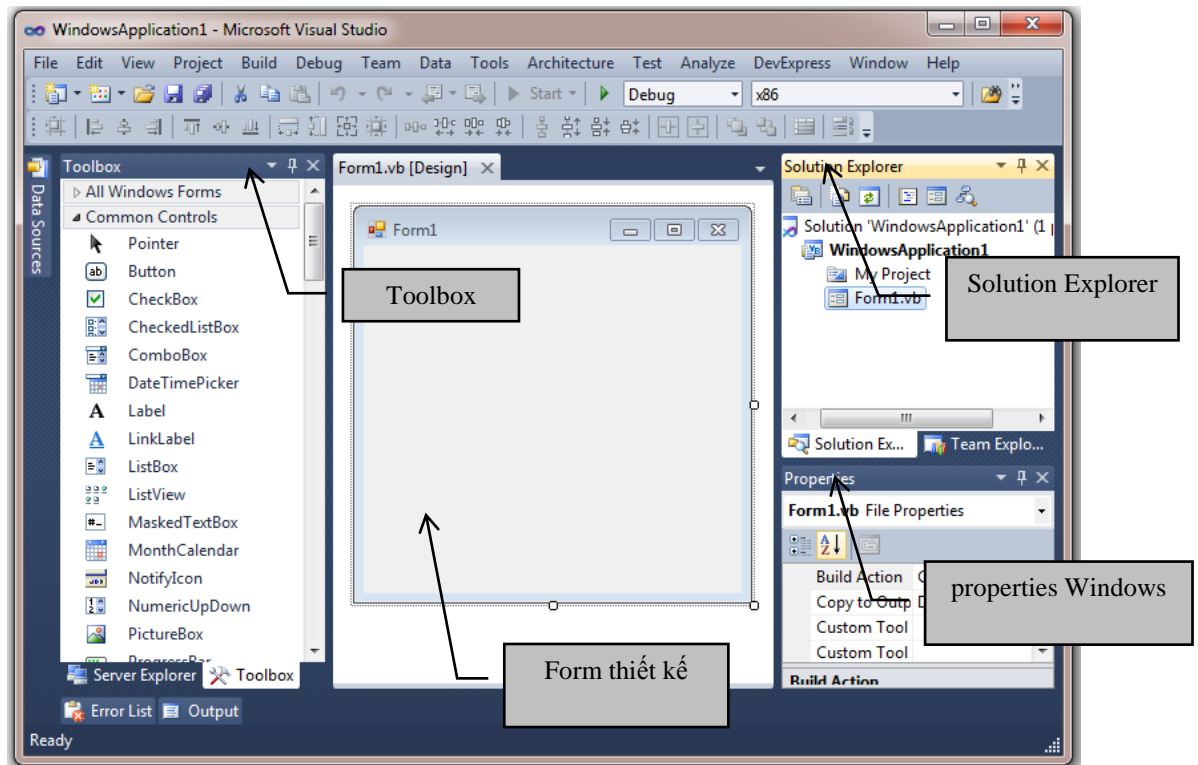 WindowsApplication1 - Microsoft Visual Studio
File Edit View Project Build Debug Team Data Tools Architecture Test Analyze DevExpress Window Help
Start Debug x86
Data Sources
Toolbox
All Windows Forms
Common Controls
Pointer
Button
CheckBox
CheckedListBox
ComboBox
DateTimePicker
Label
LinkLabel
ListBox
ListView
MaskedTextBox
MonthCalendar
NotifyIcon
NumericUpDown
PictureBox
ProgressBar
Server Explorer Toolbox
Form1.vb [Design]
Form1
Toolbox
Form thiết kế
Solution Explorer
Solution 'WindowsApplication1' (1
WindowsApplication1
My Project
Form1.vb
Solution Explorer
Solution Ex... Team Explo...
Properties
Form1.vb File Properties
Build Action
Copy to Outp
Custom Tool
Custom Tool
Build Action
properties Windows
Error List Output
Ready